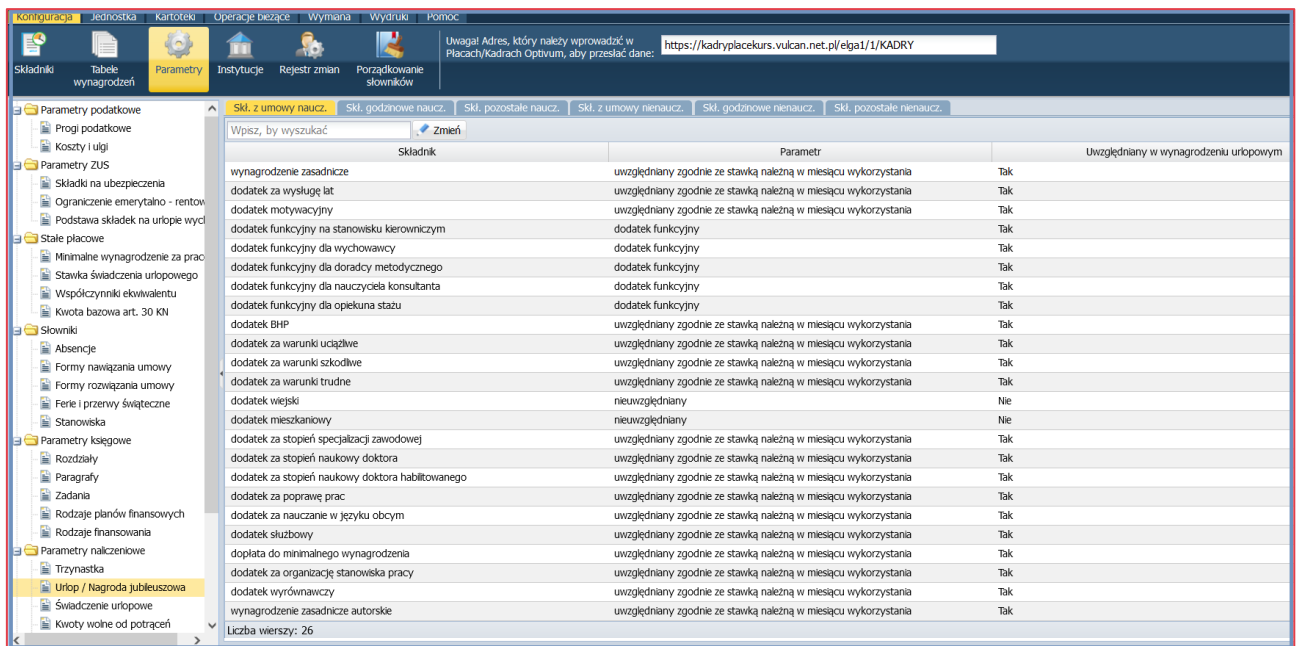 Konfiguracja Jednostka Kartoteki Operacje bieżące Wymiana Wydruki Pomoc
Składniki
Tabele wynagrodzeń
Parametry
Instytucje
Rejestr zmian
Porządkowanie słowników
Uwaga! Adres, który należy wprowadzić w
Płacach/Kadrach Optivum, aby przesłać dane:
https://kadryplacekurs.vulcan.net.pl/elga1/1/KADRY
Parametry podatkowe
Progi podatkowe
Koszty i ulgi
Parametry ZUS
Składki na ubezpieczenia
Ograniczenie emerytalno - rentow
Podstawa składek na urlopie wycl
Stałe płacowe
Minimalne wynagrodzenie za prac
Stawka świadczenia urlopowego
Współczynniki ekwiwalentu
Kwota bazowa art. 30 KN
Słowniki
Absencje
Formy nawiązania umowy
Formy rozwiązania umowy
Ferie i przerwy świąteczne
Stanowiska
Parametry księgowe
Rozdziały
Paragrafy
Zadania
Rodzaje planów finansowych
Rodzaje finansowania
Parametry naliczeniowe
Trzynastka
Urlop / Nagroda jubileuszowa
Świadczenie urlopowe
Kwoty wolne od potrąceń
Skł. z umowy naucz. Skł. godzinowe naucz. Skł. pozostałe naucz. Skł. z umowy nienaucz. Skł. godzinowe nienaucz. Skł. pozostałe nienaucz.
Wpisz, by wyszukać Zmień
Składnik Parametr Uwzględniany w wynagrodzeniu urlopowym
wynagrodzenie zasadnicze uwzględniany zgodnie ze stawką należną w miesiącu wykorzystania Tak
dodatek za wysługę lat uwzględniany zgodnie ze stawką należną w miesiącu wykorzystania Tak
dodatek motywacyjny uwzględniany zgodnie ze stawką należną w miesiącu wykorzystania Tak
dodatek funkcyjny na stanowisku kierowniczym dodatek funkcyjny Tak
dodatek funkcyjny dla wychowawcy dodatek funkcyjny Tak
dodatek funkcyjny dla doradcy metodycznego dodatek funkcyjny Tak
dodatek funkcyjny dla nauczyciela konsultanta dodatek funkcyjny Tak
dodatek funkcyjny dla opiekuna stażu dodatek funkcyjny Tak
dodatek BHP uwzględniany zgodnie ze stawką należną w miesiącu wykorzystania Tak
dodatek za warunki uciążliwe uwzględniany zgodnie ze stawką należną w miesiącu wykorzystania Tak
dodatek za warunki szkodliwe uwzględniany zgodnie ze stawką należną w miesiącu wykorzystania Tak
dodatek za warunki trudne uwzględniany zgodnie ze stawką należną w miesiącu wykorzystania Tak
dodatek wiejski nieuwzględniany Nie
dodatek mieszkaniowy nieuwzględniany Nie
dodatek za stopień specjalizacji zawodowej uwzględniany zgodnie ze stawką należną w miesiącu wykorzystania Tak
dodatek za stopień naukowy doktora uwzględniany zgodnie ze stawką należną w miesiącu wykorzystania Tak
dodatek za stopień naukowy doktora habilitowanego uwzględniany zgodnie ze stawką należną w miesiącu wykorzystania Tak
dodatek za poprawę prac uwzględniany zgodnie ze stawką należną w miesiącu wykorzystania Tak
dodatek za nauczanie w języku obcym uwzględniany zgodnie ze stawką należną w miesiącu wykorzystania Tak
dodatek służbowy uwzględniany zgodnie ze stawką należną w miesiącu wykorzystania Tak
dopłata do minimalnego wynagrodzenia uwzględniany zgodnie ze stawką należną w miesiącu wykorzystania Tak
dodatek za organizację stanowiska pracy uwzględniany zgodnie ze stawką należną w miesiącu wykorzystania Tak
dodatek wyrównawczy uwzględniany zgodnie ze stawką należną w miesiącu wykorzystania Tak
wynagrodzenie zasadnicze autorskie uwzględniany zgodnie ze stawką należną w miesiącu wykorzystania Tak
Liczba wierszy: 26